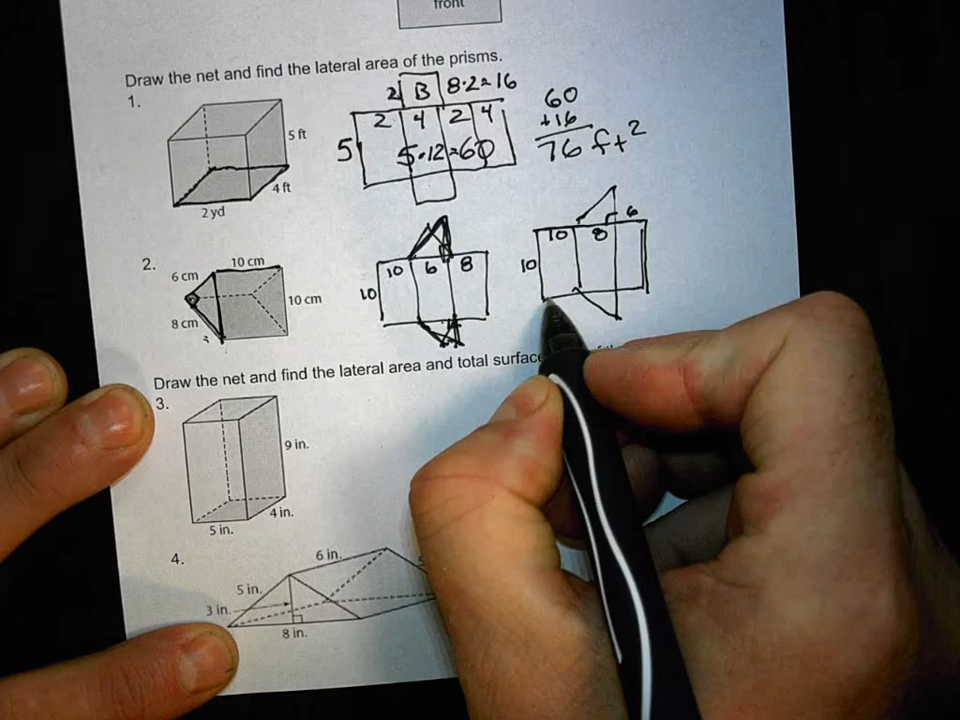 front
Draw the net and find the lateral area of the prisms.
1.
5 ft
4 ft
2 yd
2 B 8·2=16
2 4 2 4
5 5·12=60
60
+16
76 ft²
2.
6 cm
10 cm
10 cm
8 cm
10 6 8
10
6
10 8
10
Draw the net and find the lateral area and total surface
3.
9 in.
4 in.
5 in.
4.
6 in.
5 in.
3 in.
8 in.